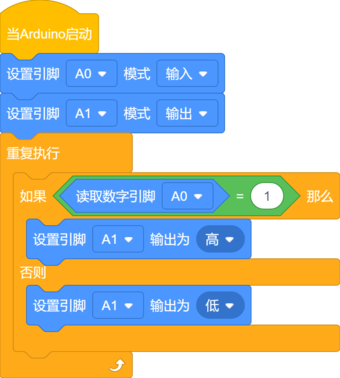 当Arduino启动
设置引脚 A0 模式 输入
设置引脚 A1 模式 输出
重复执行
如果 读取数字引脚 A0 = 1 那么
设置引脚 A1 输出为 高
否则
设置引脚 A1 输出为 低